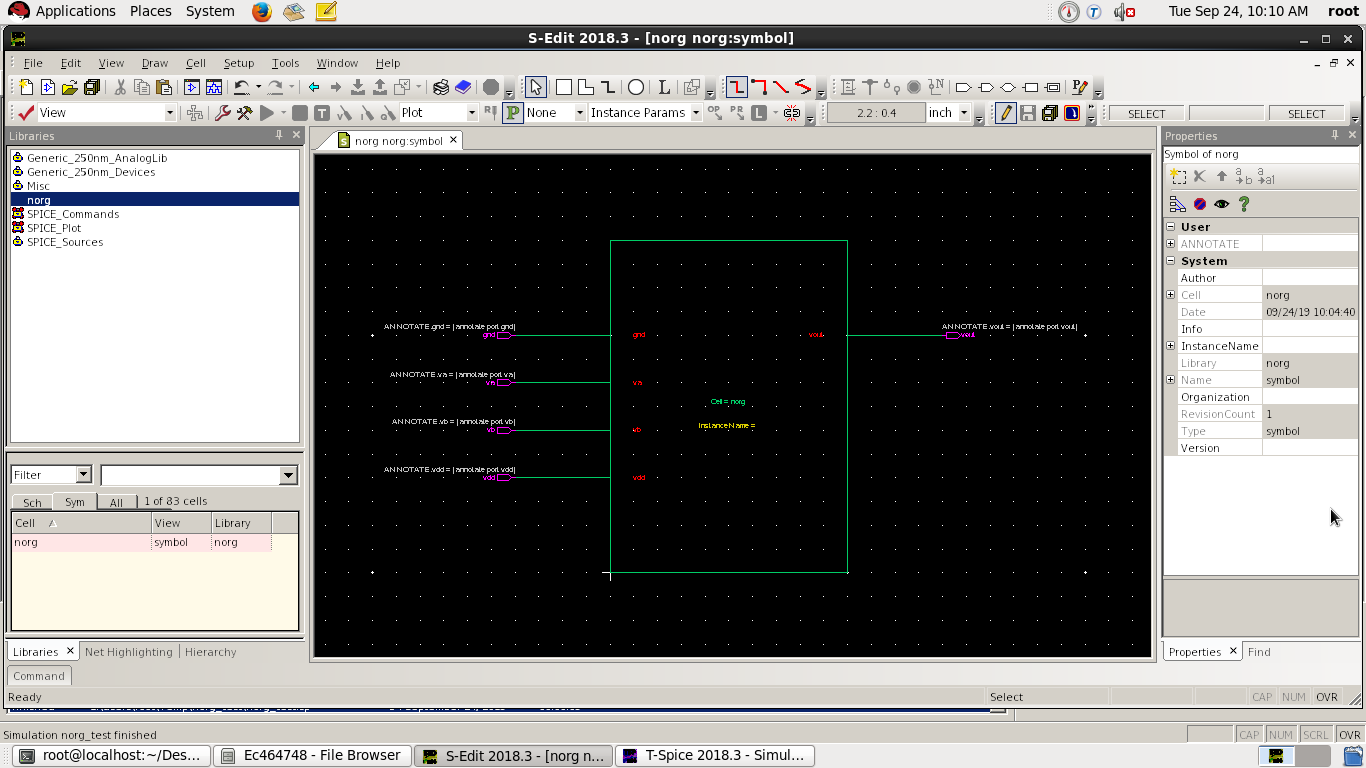 Applications Places System Tue Sep 24, 10:10 AM root
S-Edit 2018.3 - [norg norg:symbol]
File Edit View Draw Cell Setup Tools Window Help
View Plot None Instance Params 2.2 : 0.4 inch SELECT SELECT
Libraries
Generic_250nm_AnalogLib
Generic_250nm_Devices
Misc
norg
SPICE_Commands
SPICE_Plot
SPICE_Sources
Filter
Sch Sym All 1 of 83 cells
Cell View Library
norg symbol norg
Libraries Net Highlighting Hierarchy
Command
norg norg:symbol
ANNOTATE.gnd = [annotate port gnd]
gnd
gnd
ANNOTATE.va = [annotate port va]
va
va
ANNOTATE.vb = [annotate port vb]
vb
vb
ANNOTATE.vdd = [annotate port vdd]
vdd
vdd
Cell = norg
InstanceName =
vout
ANNOTATE.vout = [annotate port vout]
vout
Properties
Symbol of norg
User
ANNOTATE
System
Author
Cell norg
Date 09/24/19 10:04:40
Info
InstanceName
Library norg
Name symbol
Organization
RevisionCount 1
Type symbol
Version
Properties Find
Ready Select CAP NUM OVR
Simulation norg_test finished CAP NUM SCRL OVR
root@localhost:~/Des... Ec464748 - File Browser S-Edit 2018.3 - [norg n... T-Spice 2018.3 - Simul...